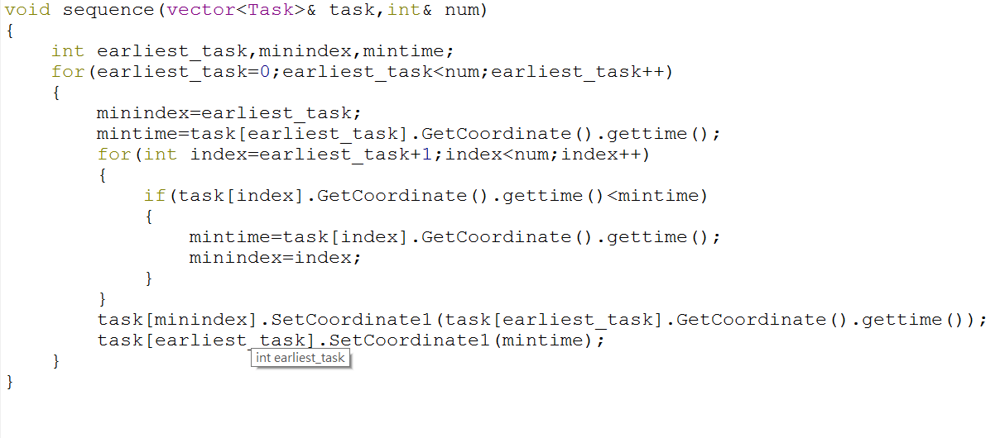 void sequence(vector<Task>& task,int& num)
{
    int earliest_task,minindex,mintime;
    for(earliest_task=0;earliest_task<num;earliest_task++)
    {
        minindex=earliest_task;
        mintime=task[earliest_task].GetCoordinate().gettime();
        for(int index=earliest_task+1;index<num;index++)
        {
            if(task[index].GetCoordinate().gettime()<mintime)
            {
                mintime=task[index].GetCoordinate().gettime();
                minindex=index;
            }
        }
        task[minindex].SetCoordinate1(task[earliest_task].GetCoordinate().gettime());
        task[earliest_task].SetCoordinate1(mintime);
int earliest_task
    }
}